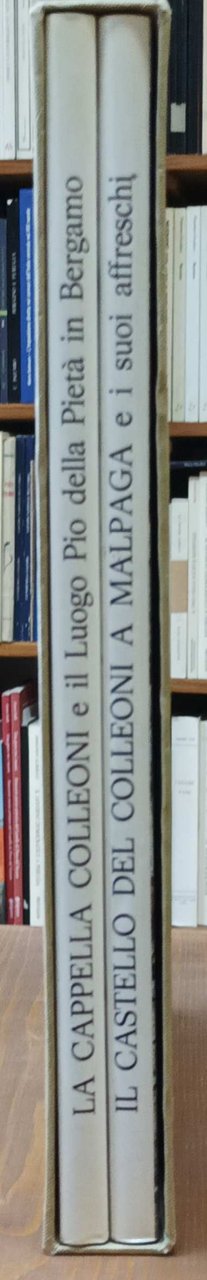 LA CAPPELLA COLLEONI e il Luogo Pio della Pietà in Bergamo
IL CASTELLO DEL COLLEONI A MALPAGA e i suoi affreschi